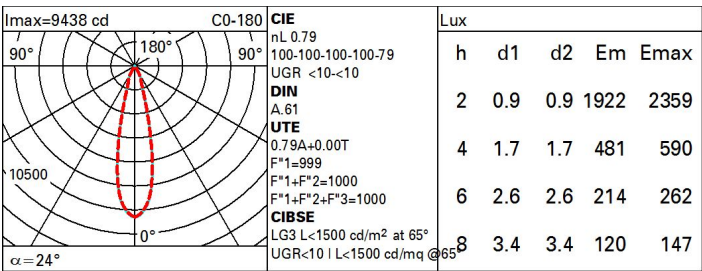 Imax=9438 cd C0-180
90° 180° 90°
10500
0°
α=24°
CIE
nL 0.79
100-100-100-100-79
UGR <10-<10
DIN
A.61
UTE
0.79A+0.00T
F"1=999
F"1+F"2=1000
F"1+F"2+F"3=1000
CIBSE
LG3 L<1500 cd/m² at 65°
UGR<10 | L<1500 cd/mq @65°
Lux
h d1 d2 Em Emax
2 0.9 0.9 1922 2359
4 1.7 1.7 481 590
6 2.6 2.6 214 262
8 3.4 3.4 120 147